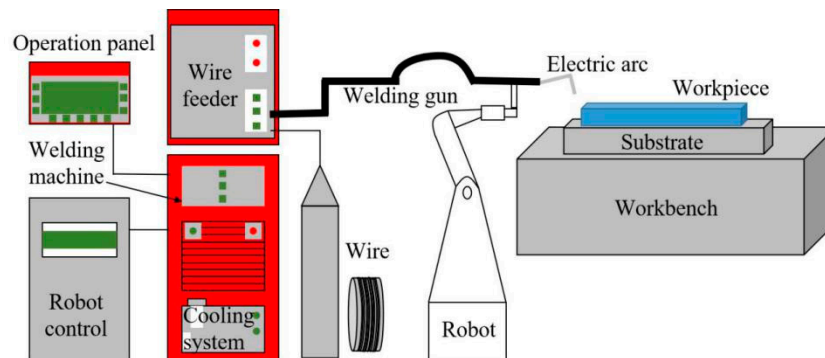 Operation panel
Wire
feeder
Welding gun
Electric arc
Workpiece
Substrate
Workbench
Welding
machine
Robot
control
Cooling
system
Wire
Robot